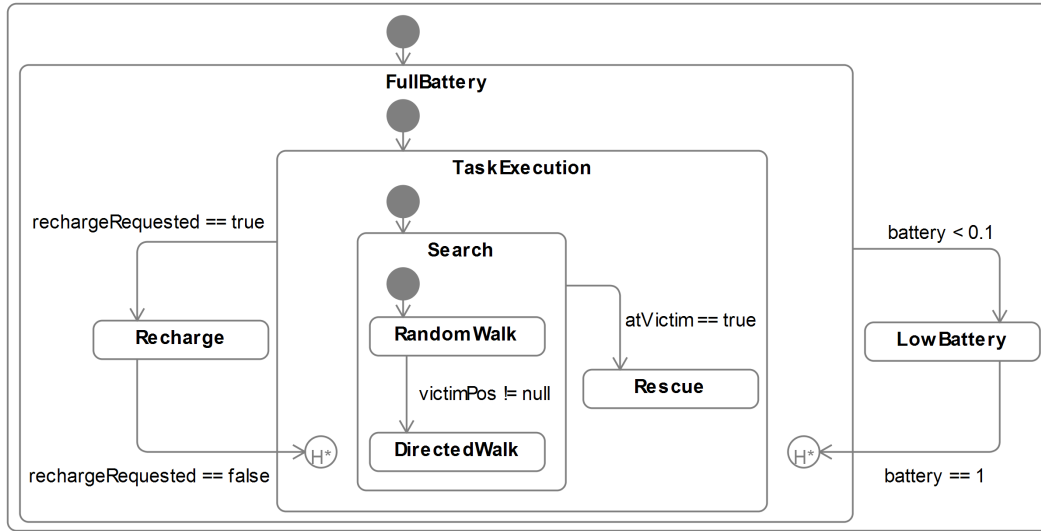 FullBattery
TaskExecution
rechargeRequested == true
Search
battery < 0.1
atVictim == true
RandomWalk
Recharge
LowBattery
Rescue
victimPos != null
DirectedWalk
H*
H*
rechargeRequested == false
battery == 1